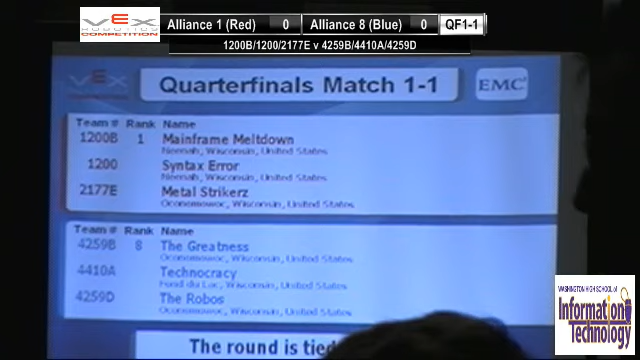 VEX
ROBOTICS
COMPETITION
Alliance 1 (Red) 0 Alliance 8 (Blue) 0 QF1-1
1200B/1200/2177E v 4259B/4410A/4259D
VEX Quarterfinals Match 1-1 EMC²
Team # Rank Name
1200B 1 Mainframe Meltdown
Neenah, Wisconsin, United States
1200 Syntax Error
Neenah, Wisconsin, United States
2177E Metal Strikerz
Oconomowoc, Wisconsin, United States
Team # Rank Name
4259B 8 The Greatness
Oconomowoc, Wisconsin, United States
4410A Technocracy
Fond du Lac, Wisconsin, United States
4259D The Robos
Oconomowoc, Wisconsin, United States
The round is tied
WASHINGTON HIGH SCHOOL of
Information
Technology